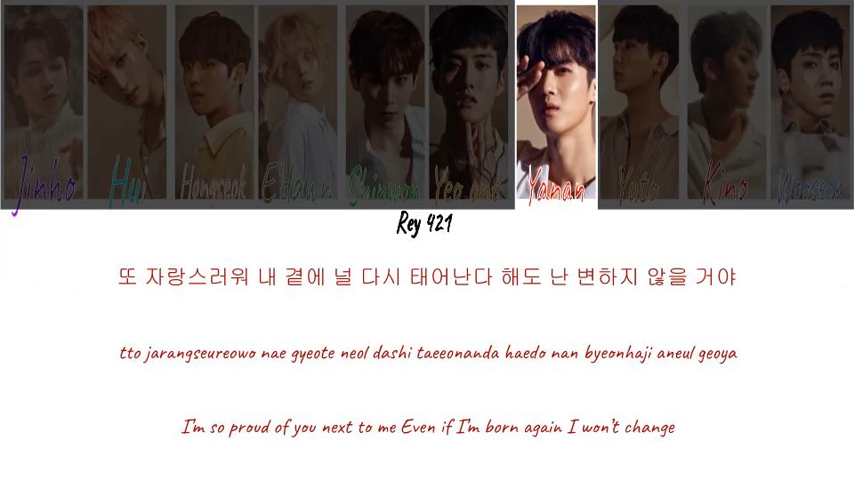 Jinho Hui Hongseok E'dawn Shinwon Yeo one Yanan Yuto Kino Wooseok
Rey 421
또 자랑스러워 내 곁에 널 다시 태어난다 해도 난 변하지 않을 거야
tto jarangseureowo nae gyeote neol dashi taeeonanda haedo nan byeonhaji aneul geoya
I'm so proud of you next to me Even if I'm born again I won't change